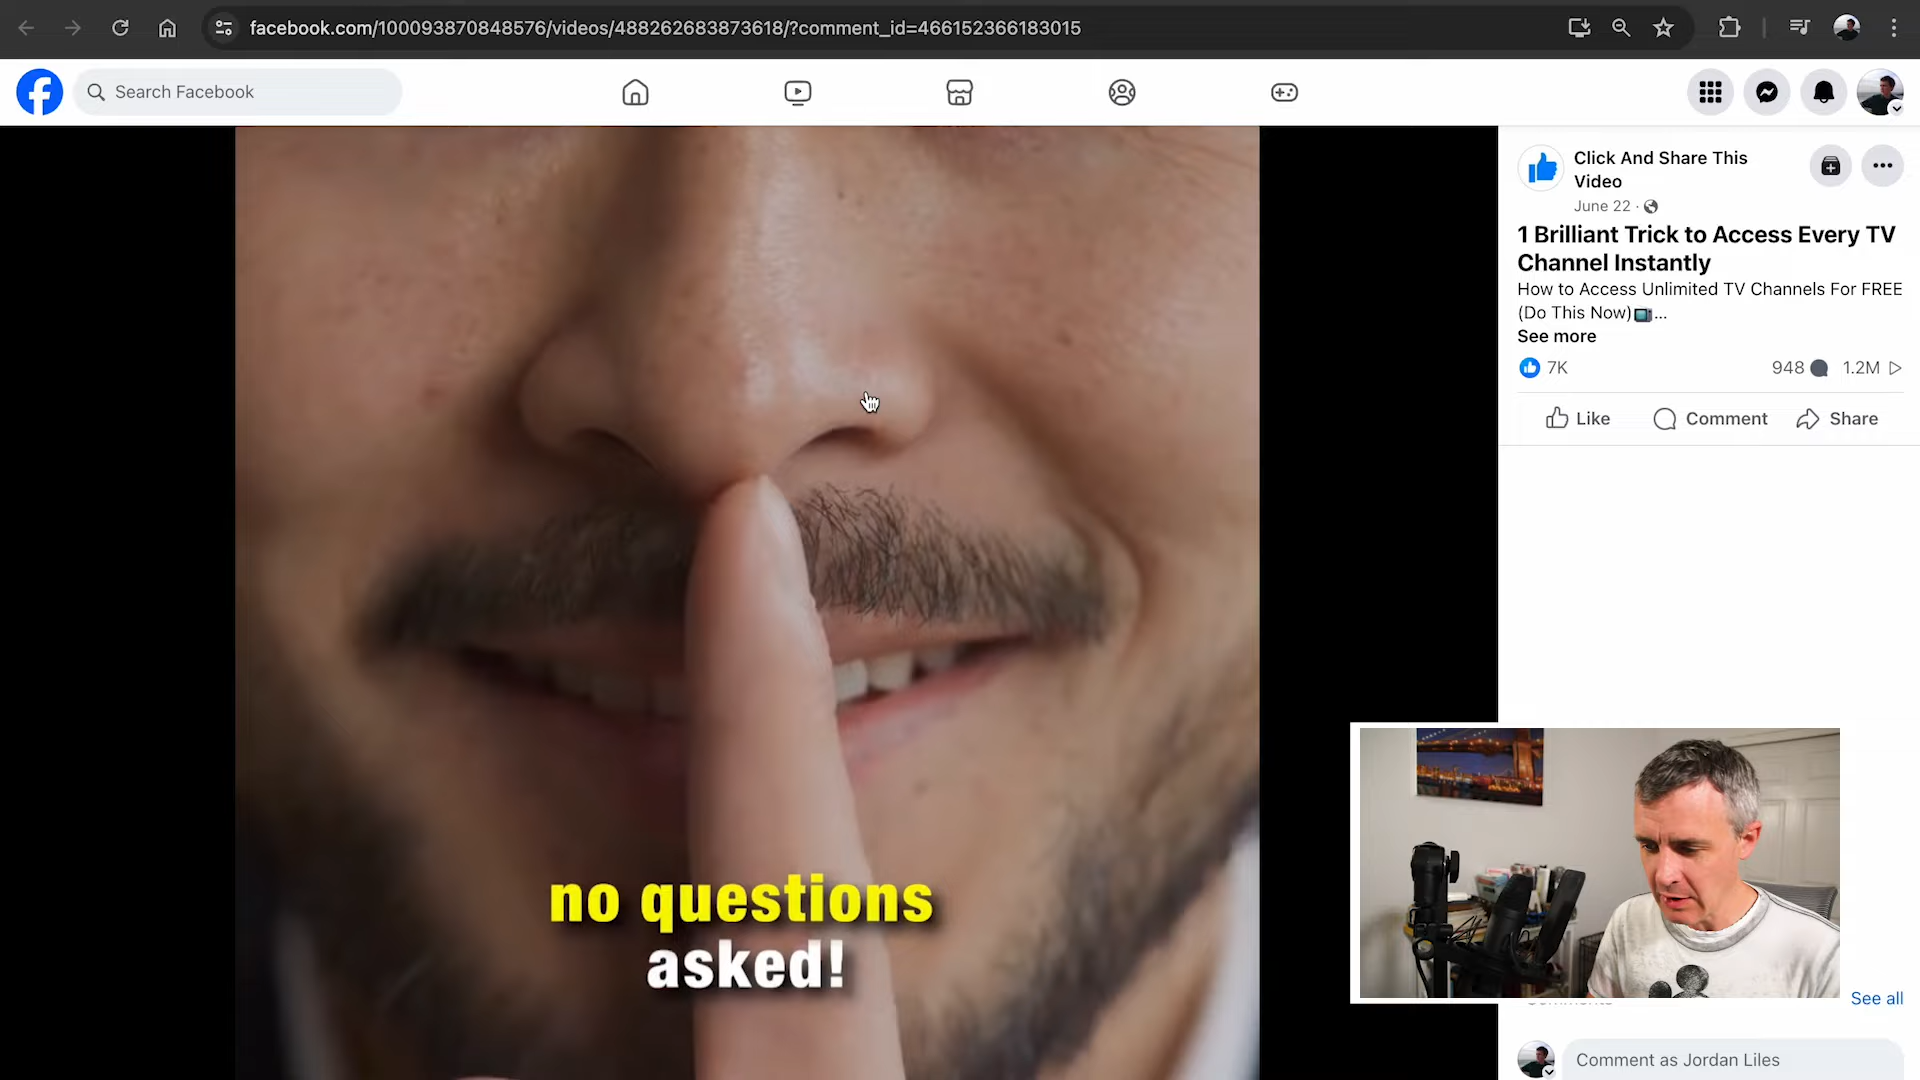 facebook.com/100093870848576/videos/488262683873618/?comment_id=466152366183015
Search Facebook
Click And Share This
Video
June 22 ·
1 Brilliant Trick to Access Every TV
Channel Instantly
How to Access Unlimited TV Channels For FREE
(Do This Now)📺...
See more
7K
948
1.2M
Like
Comment
Share
no questions
asked!
See all
Comment as Jordan Liles